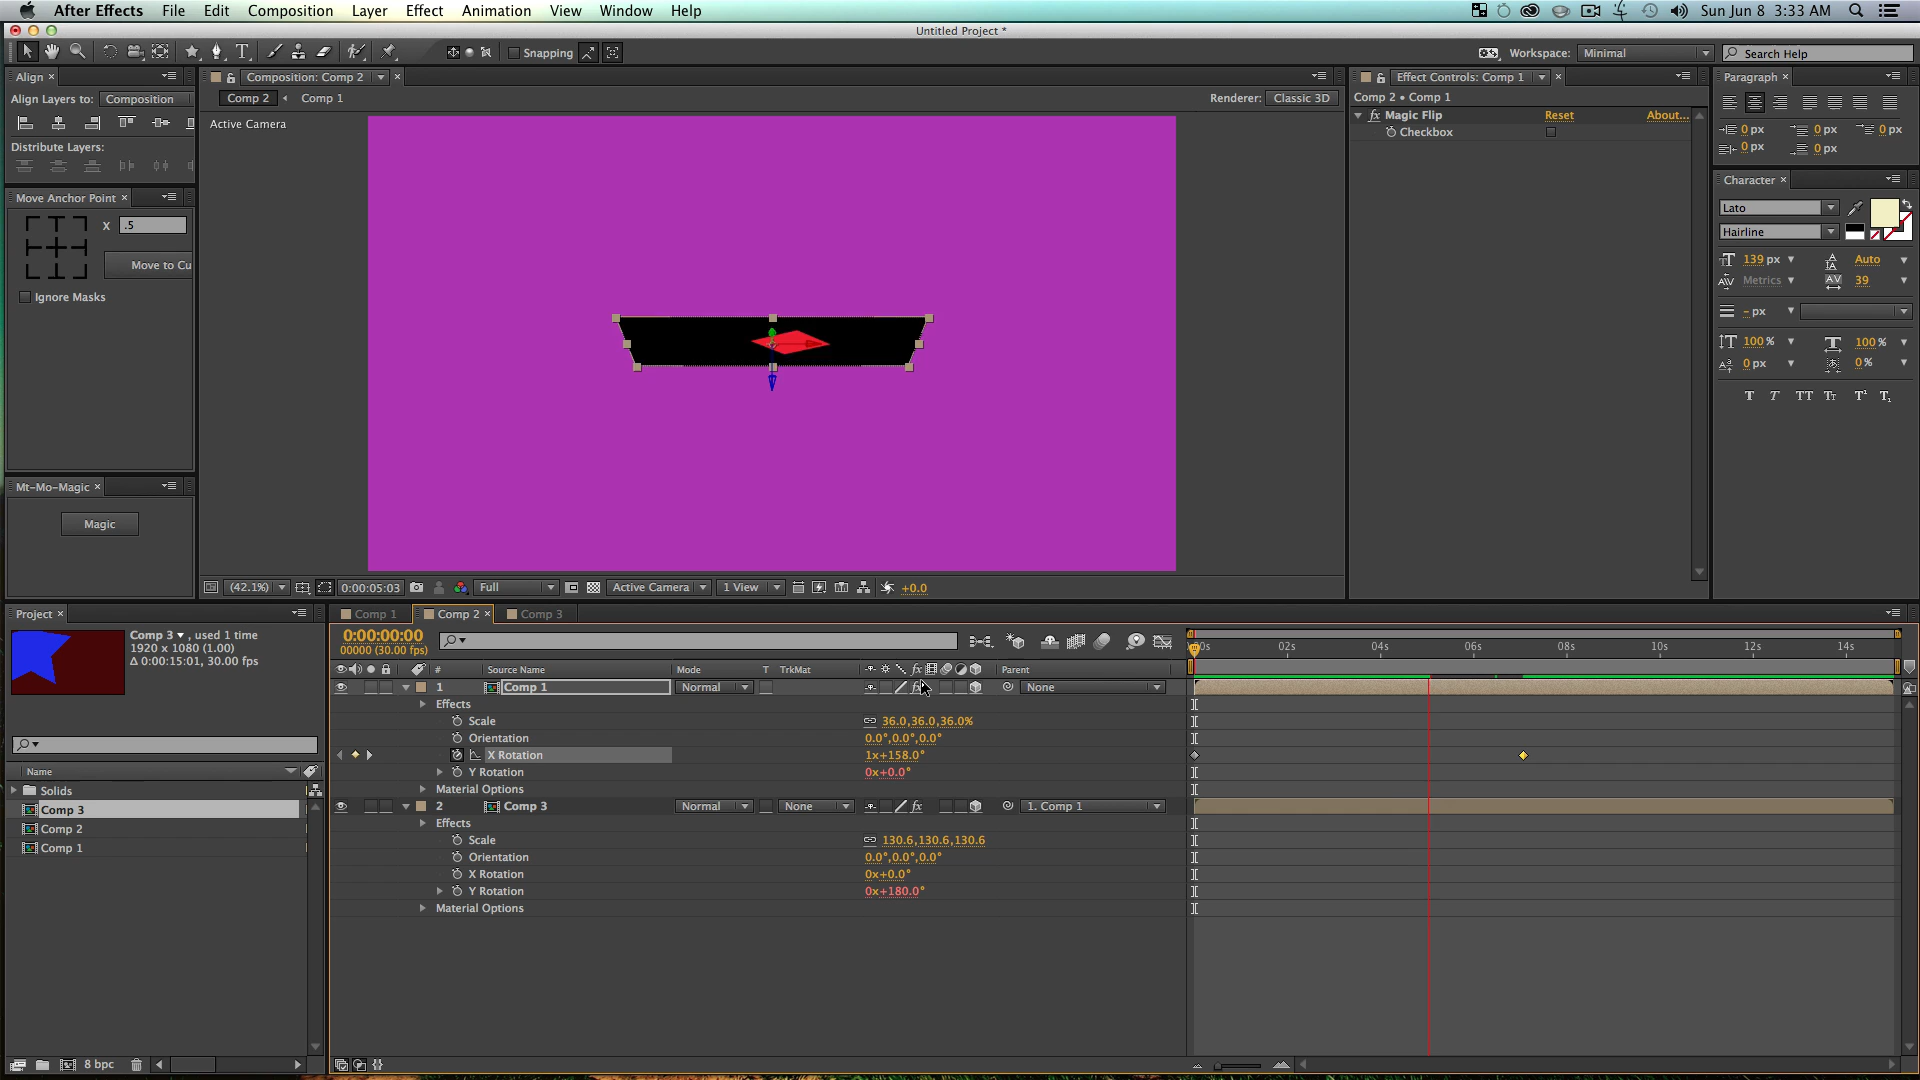 After Effects File Edit Composition Layer Effect Animation View Window Help Sun Jun 8 3:33 AM
Untitled Project *
T Snapping Workspace: Minimal Search Help
Align × Composition: Comp 2 × Effect Controls: Comp 1 × Paragraph ×
Align Layers to: Composition Comp 2 Comp 1 Renderer: Classic 3D Comp 2 • Comp 1
Active Camera fx Magic Flip Reset About...
Checkbox 0 px 0 px 0 px
Distribute Layers: 0 px 0 px
Move Anchor Point × Character ×
X .5 Lato
Hairline
Move to Cu 139 px Auto
Metrics 39
Ignore Masks - px
100 % 100 %
0 px 0 %
T T TT Tr T¹ T₁
Mt-Mo-Magic ×
Magic
(42.1%) 0:00:05:03 Full Active Camera 1 View +0.0
Project × Comp 1 Comp 2 × Comp 3
Comp 3 , used 1 time
1920 x 1080 (1.00)
Δ 0:00:15:01, 30.00 fps
0:00:00:00
00000 (30.00 fps)
:00s 02s 04s 06s 08s 10s 12s 14s
# Source Name Mode T TrkMat fx Parent
1 Comp 1 Normal None
Effects
Scale 36.0,36.0,36.0%
Orientation 0.0°,0.0°,0.0°
X Rotation 1x+158.0°
Y Rotation 0x+0.0°
Material Options
2 Comp 3 Normal None fx 1. Comp 1
Effects
Scale 130.6,130.6,130.6
Orientation 0.0°,0.0°,0.0°
X Rotation 0x+0.0°
Y Rotation 0x+180.0°
Material Options
Name
Solids
Comp 3
Comp 2
Comp 1
8 bpc